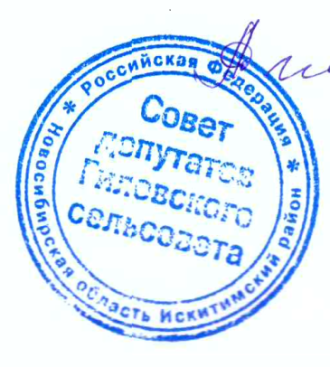 * Российская Федерация *
Новосибирская область Искитимский район
Совет
депутатов
Гилевского
сельсовета